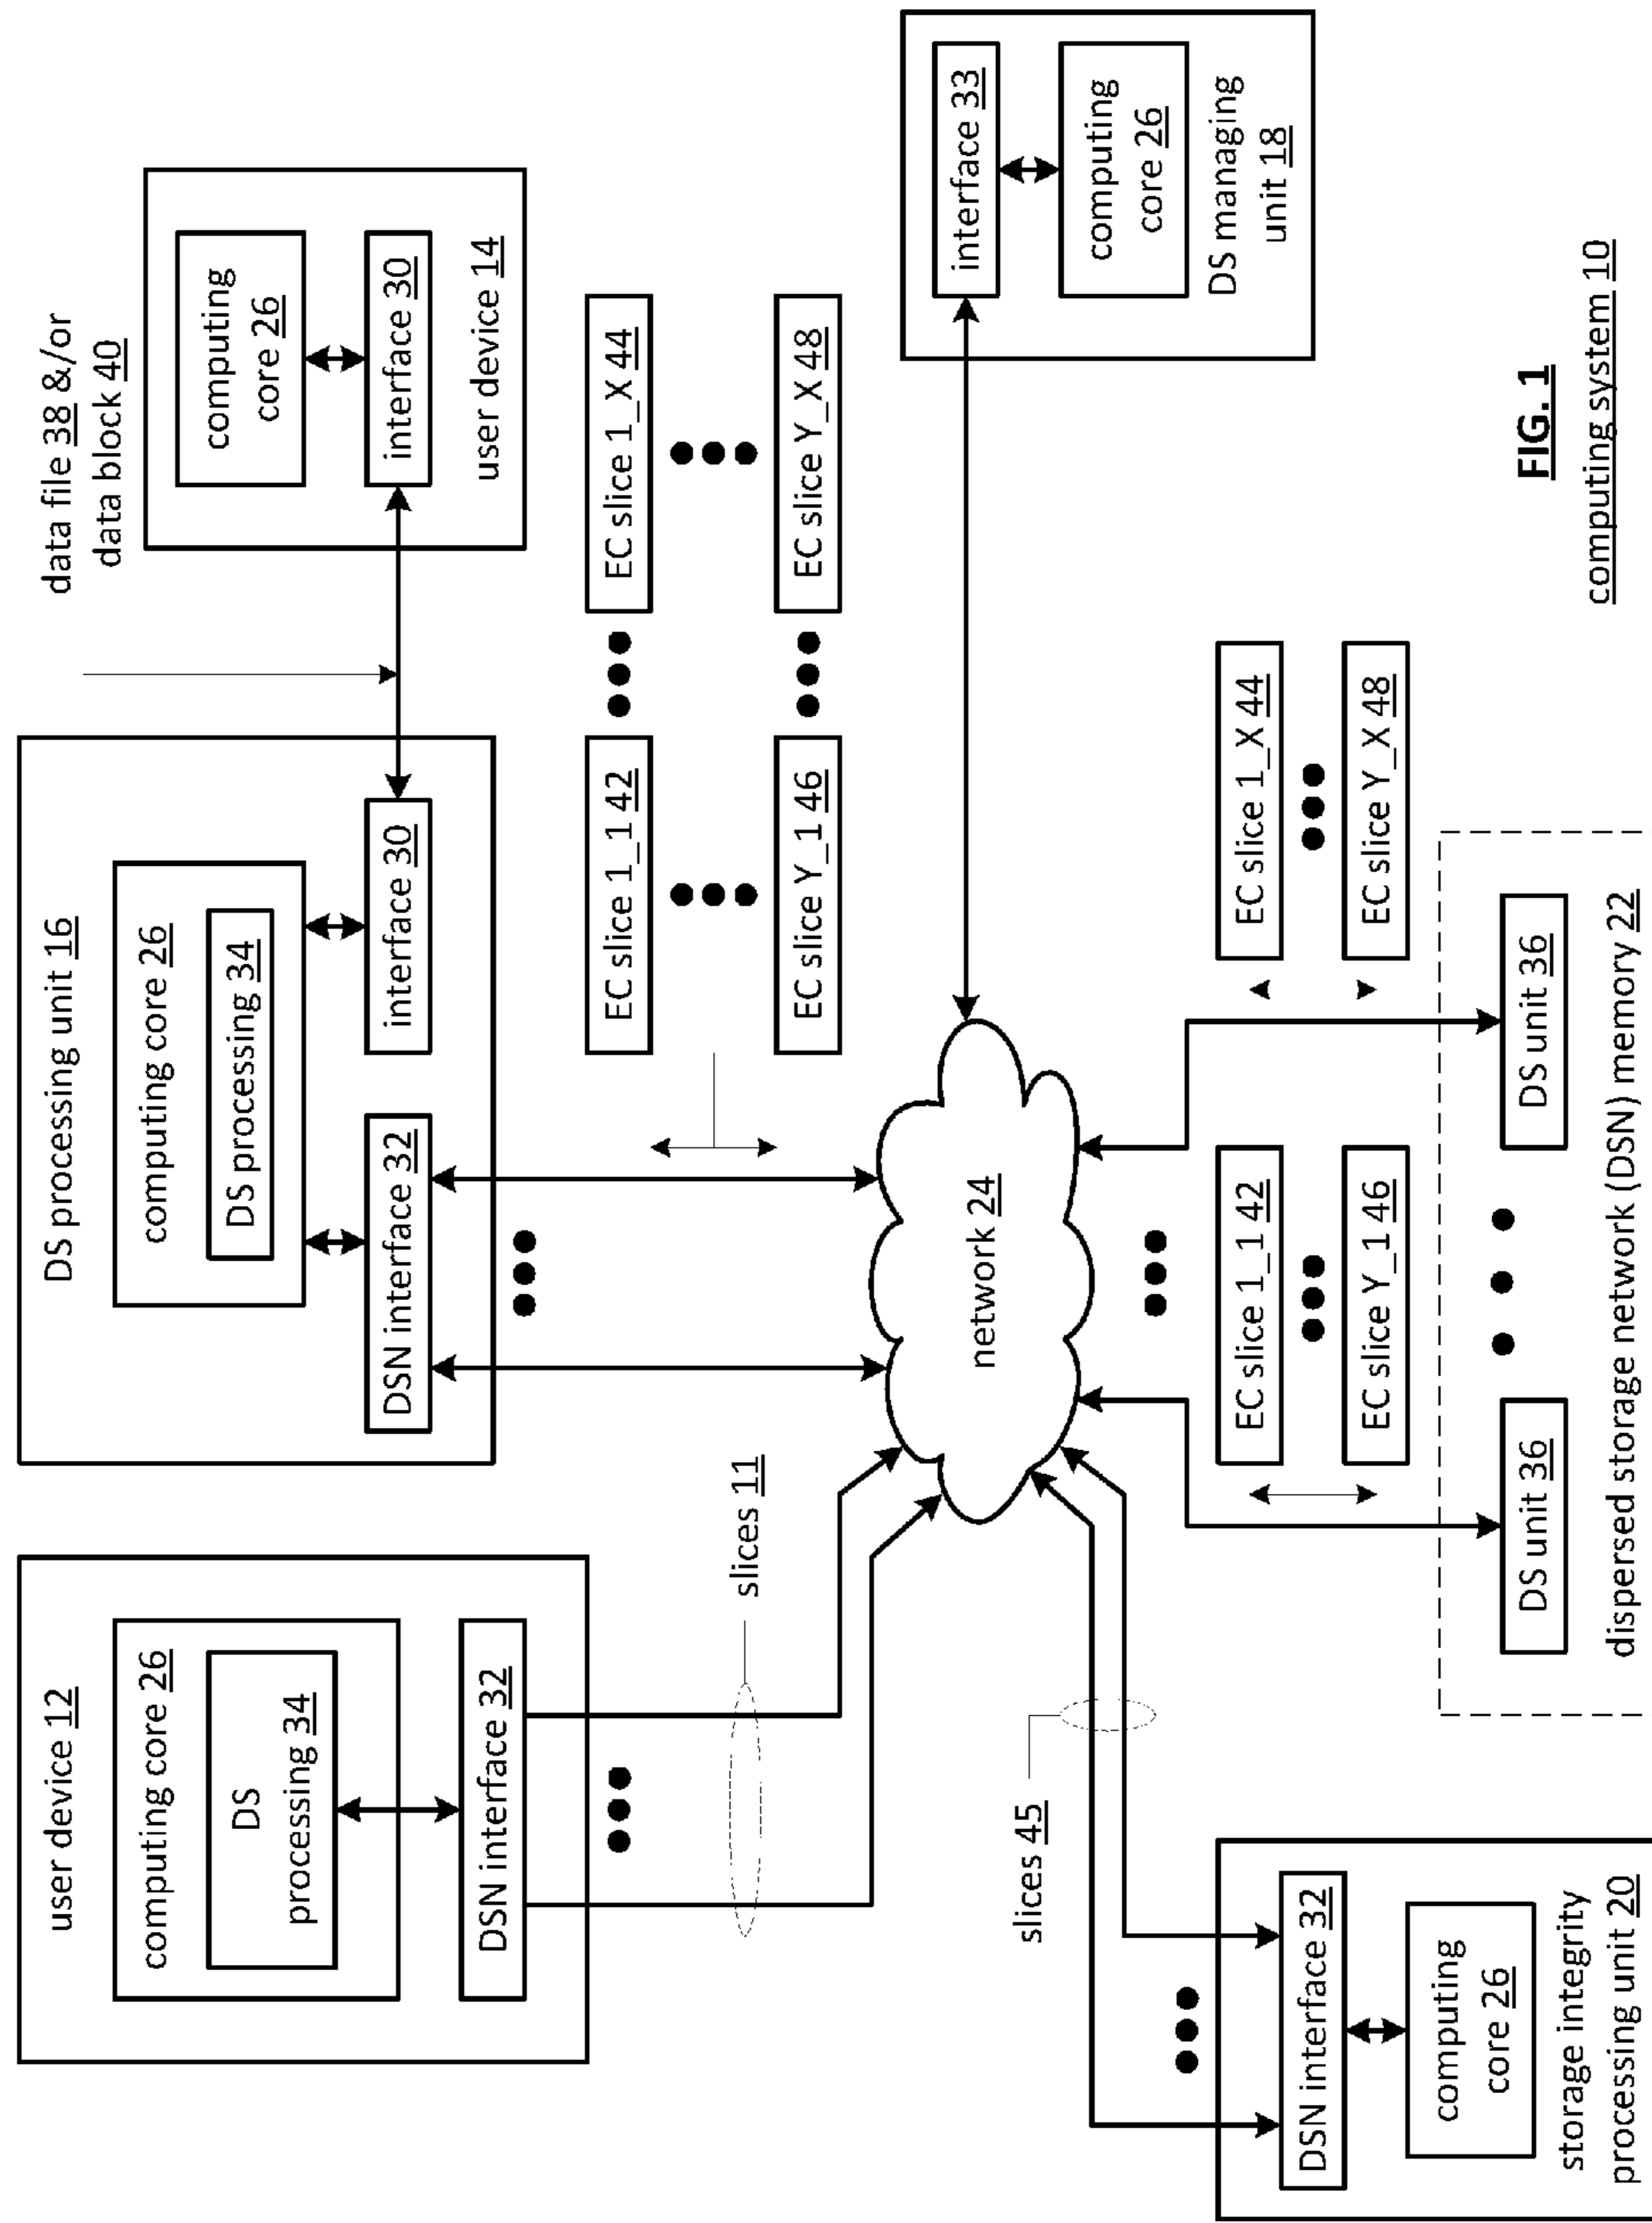 user device 12
computing core 26
DS
processing 34
DSN interface 32
slices 11
DS processing unit 16
computing core 26
DS processing 34
DSN interface 32
interface 30
data file 38 &/or
data block 40
computing
core 26
interface 30
user device 14
EC slice 1_1 42
EC slice 1_X 44
EC slice Y_1 46
EC slice Y_X 48
network 24
interface 33
computing
core 26
DS managing
unit 18
slices 45
DSN interface 32
computing
core 26
storage integrity
processing unit 20
EC slice 1_1 42
EC slice Y_1 46
EC slice 1_X 44
EC slice Y_X 48
DS unit 36
DS unit 36
dispersed storage network (DSN) memory 22
FIG. 1
computing system 10